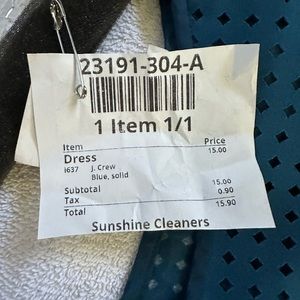 23191-304-A
1 Item 1/1
Item Price
Dress 15.00
I637 J. Crew
Blue, solid
Subtotal 15.00
Tax 0.90
Total 15.90
Sunshine Cleaners